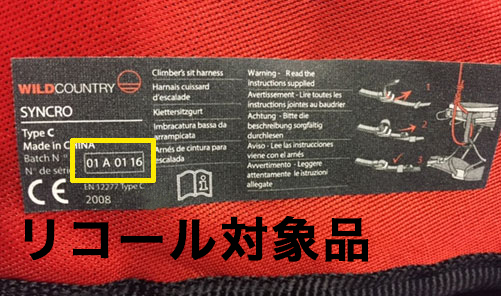 WILDCOUNTRY
SYNCRO
Type C
Made in CHINA
Batch N°
N° de série
01 A 01 16
CE
EN 12277 Type C
2008
Climber's sit harness
Harnais cuissard
d'escalade
Klettersitzgurt
Imbracatura bassa da
arrampicata
Arnés de cintura para
escalada
Warning - Read the
instructions supplied
Avertissement - Lire toutes les
instructions jointes au baudrier
Achtung - Bitte die
beschreibung sorgfältig
durchlesen
Aviso - Leé las instrucciones
viene con el arnés
Avvertimento - Leggere
attentamente le istruzioni
allegate
1
2
3
リコール対象品